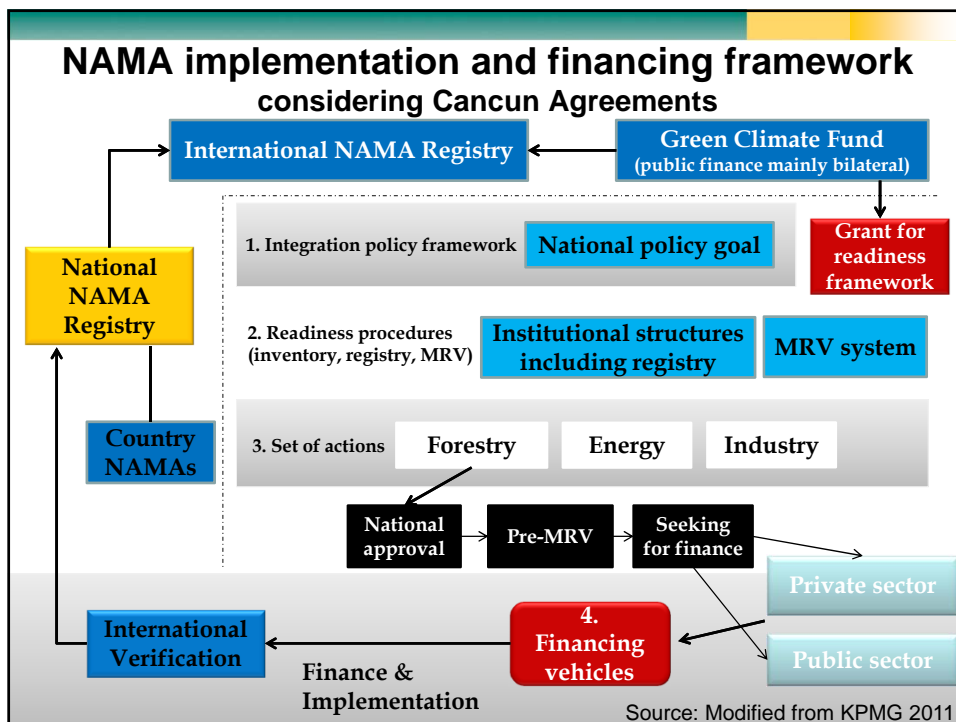 NAMA implementation and financing framework
considering Cancun Agreements
International NAMA Registry
Green Climate Fund
(public finance mainly bilateral)
1. Integration policy framework
National policy goal
Grant for
readiness
framework
National
NAMA
Registry
2. Readiness procedures
(inventory, registry, MRV)
Institutional structures
including registry
MRV system
Country
NAMAs
3. Set of actions
Forestry
Energy
Industry
National
approval
Pre-MRV
Seeking
for finance
Private sector
International
Verification
4.
Financing
vehicles
Public sector
Finance &
Implementation
Source: Modified from KPMG 2011